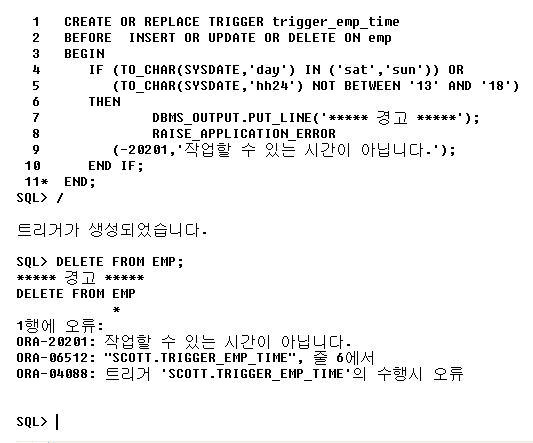 1   CREATE OR REPLACE TRIGGER trigger_emp_time
2   BEFORE  INSERT OR UPDATE OR DELETE ON emp
3   BEGIN
4      IF (TO_CHAR(SYSDATE,'day') IN ('sat','sun')) OR
5         (TO_CHAR(SYSDATE,'hh24') NOT BETWEEN '13' AND '18')
6      THEN
7              DBMS_OUTPUT.PUT_LINE('***** 경고 *****');
8              RAISE_APPLICATION_ERROR
9         (-20201,'작업할 수 있는 시간이 아닙니다.');
10      END IF;
11*  END;
SQL> /
트리거가 생성되었습니다.
SQL> DELETE FROM EMP;
***** 경고 *****
DELETE FROM EMP
*
1행에 오류:
ORA-20201: 작업할 수 있는 시간이 아닙니다.
ORA-06512: "SCOTT.TRIGGER_EMP_TIME", 줄 6에서
ORA-04088: 트리거 'SCOTT.TRIGGER_EMP_TIME'의 수행시 오류
SQL>